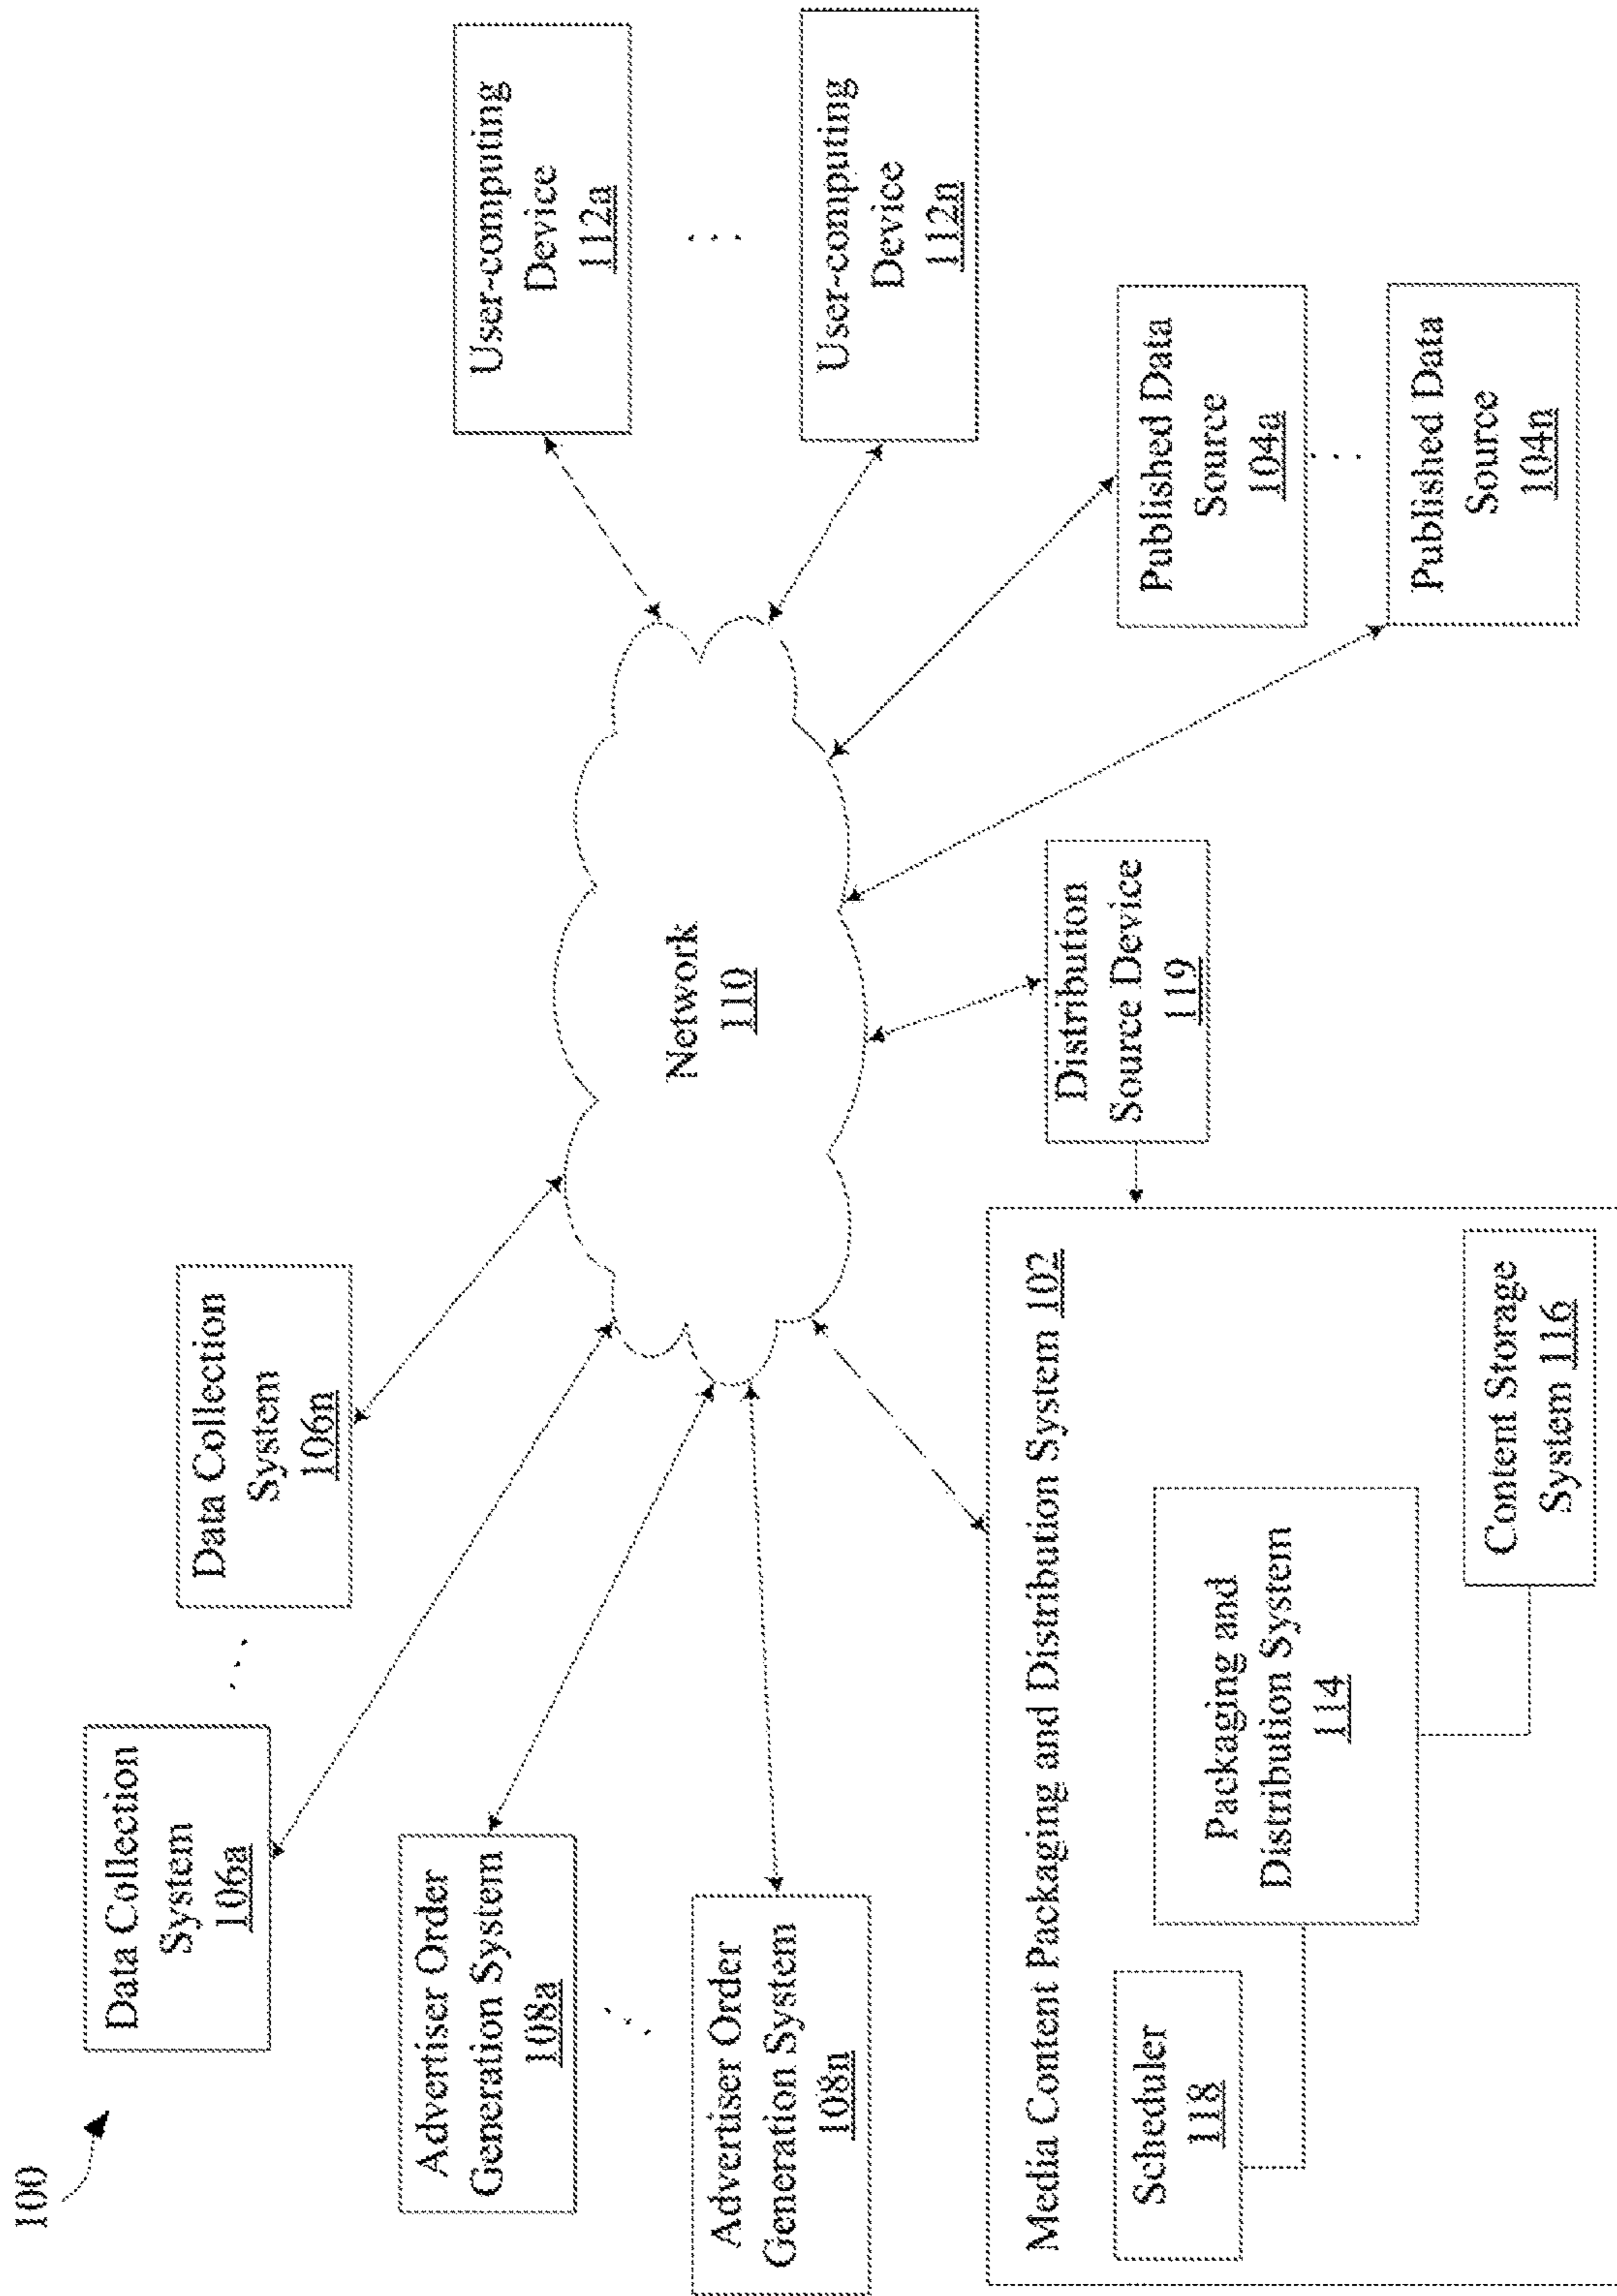 100
Data Collection
System
106a
. . .
Data Collection
System
106n
Advertiser Order
Generation System
108a
. . .
Advertiser Order
Generation System
108n
Network
110
User-computing
Device
112a
. . .
User-computing
Device
112n
Published Data
Source
104a
. . .
Published Data
Source
104n
Distribution
Source Device
119
Media Content Packaging and Distribution System 102
Scheduler
118
Packaging and
Distribution System
114
Content Storage
System 116